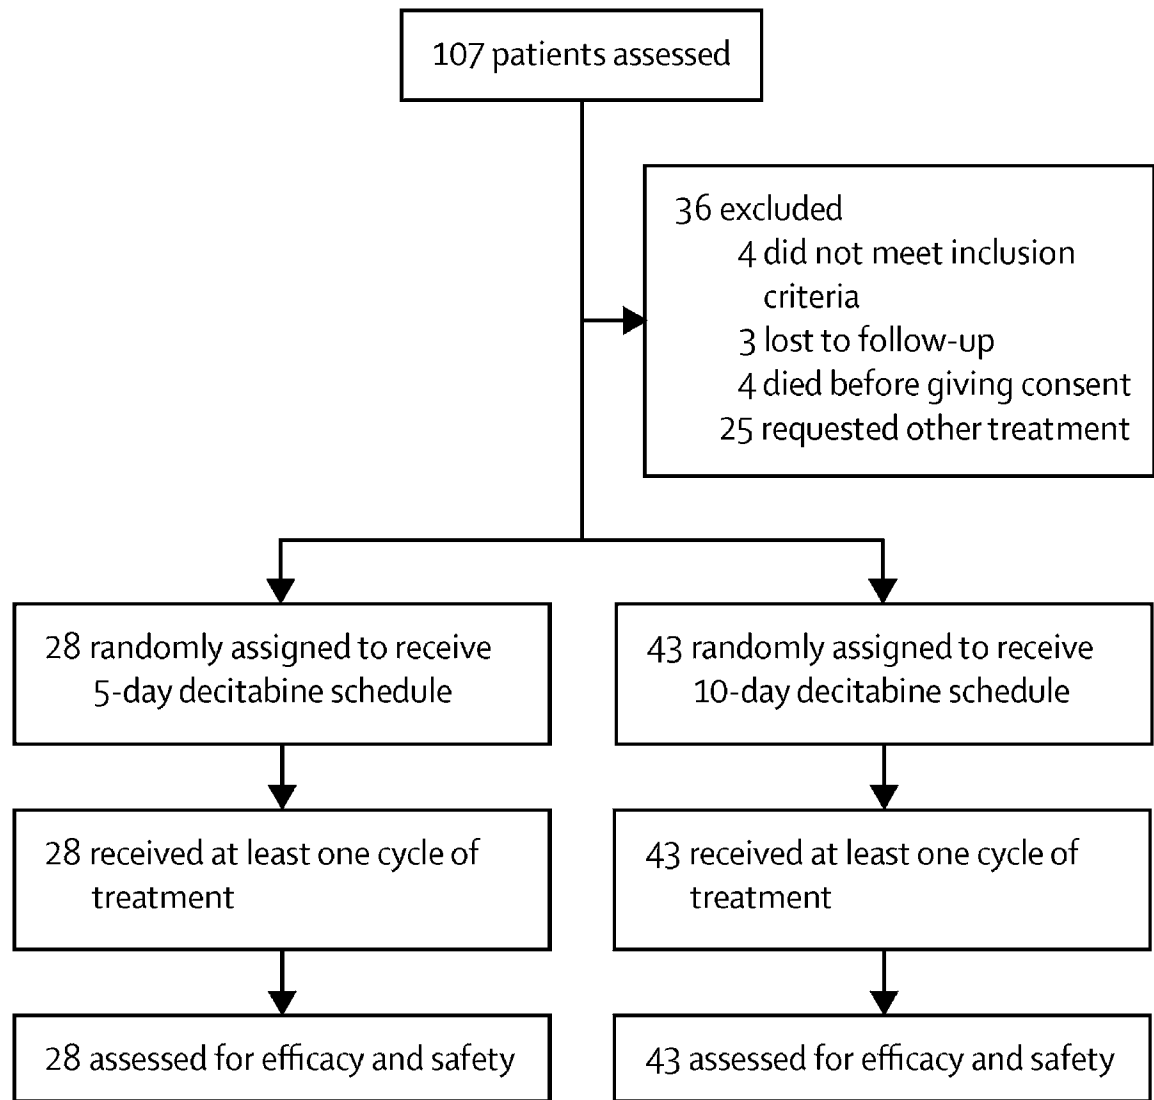 107 patients assessed
36 excluded
4 did not meet inclusion
criteria
3 lost to follow-up
4 died before giving consent
25 requested other treatment
28 randomly assigned to receive
5-day decitabine schedule
43 randomly assigned to receive
10-day decitabine schedule
28 received at least one cycle of
treatment
43 received at least one cycle of
treatment
28 assessed for efficacy and safety
43 assessed for efficacy and safety